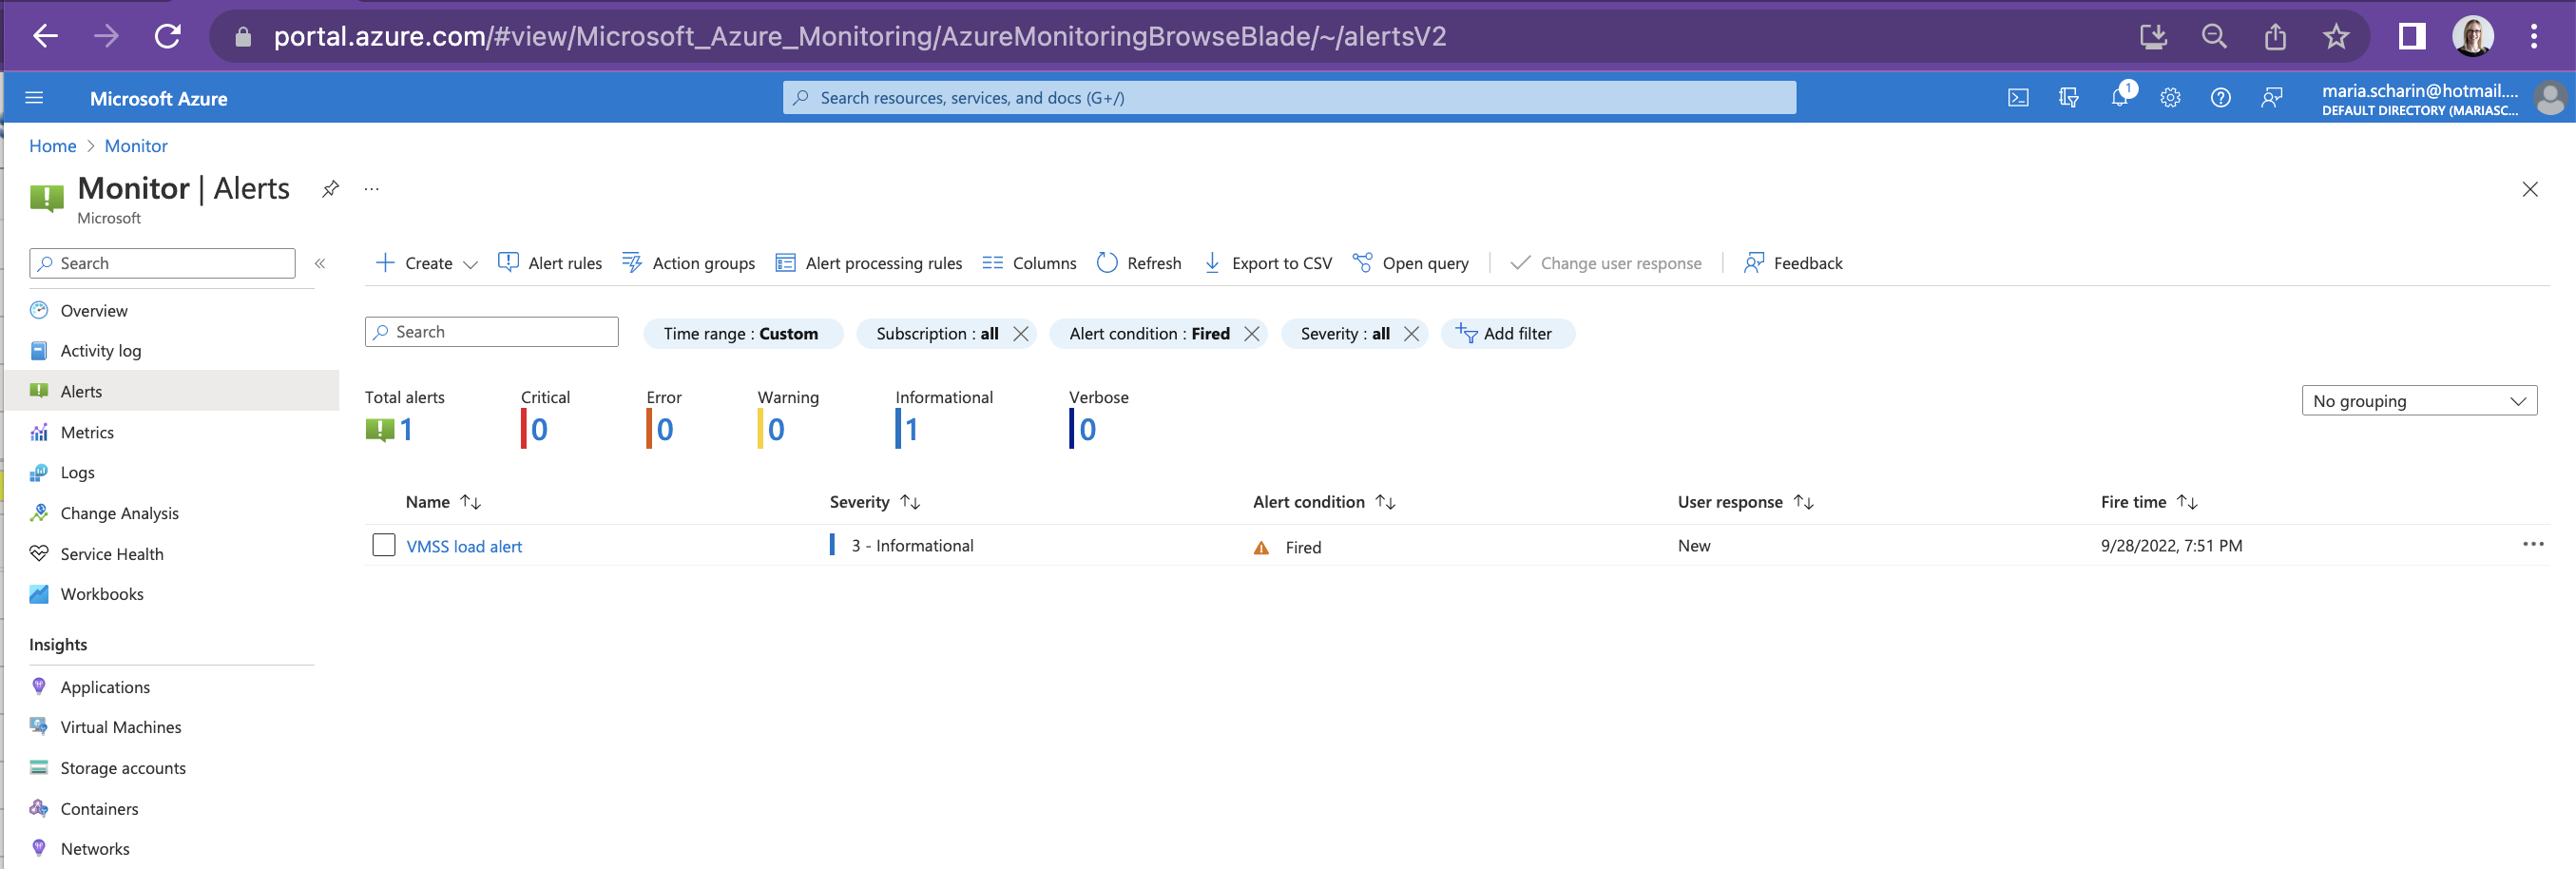 portal.azure.com/#view/Microsoft_Azure_Monitoring/AzureMonitoringBrowseBlade/~/alertsV2
Microsoft Azure
Search resources, services, and docs (G+/)
1
maria.scharin@hotmail....
DEFAULT DIRECTORY (MARIASC...
Home > Monitor
Monitor | Alerts
...
Microsoft
Search
«
Create
Alert rules
Action groups
Alert processing rules
Columns
Refresh
Export to CSV
Open query
Change user response
Feedback
Overview
Activity log
Alerts
Metrics
Logs
Change Analysis
Service Health
Workbooks
Insights
Applications
Virtual Machines
Storage accounts
Containers
Networks
Search
Time range : Custom
Subscription : all
Alert condition : Fired
Severity : all
Add filter
Total alerts Critical Error Warning Informational Verbose
1 0 0 0 1 0
No grouping
Name Severity Alert condition User response Fire time
VMSS load alert 3 - Informational Fired New 9/28/2022, 7:51 PM